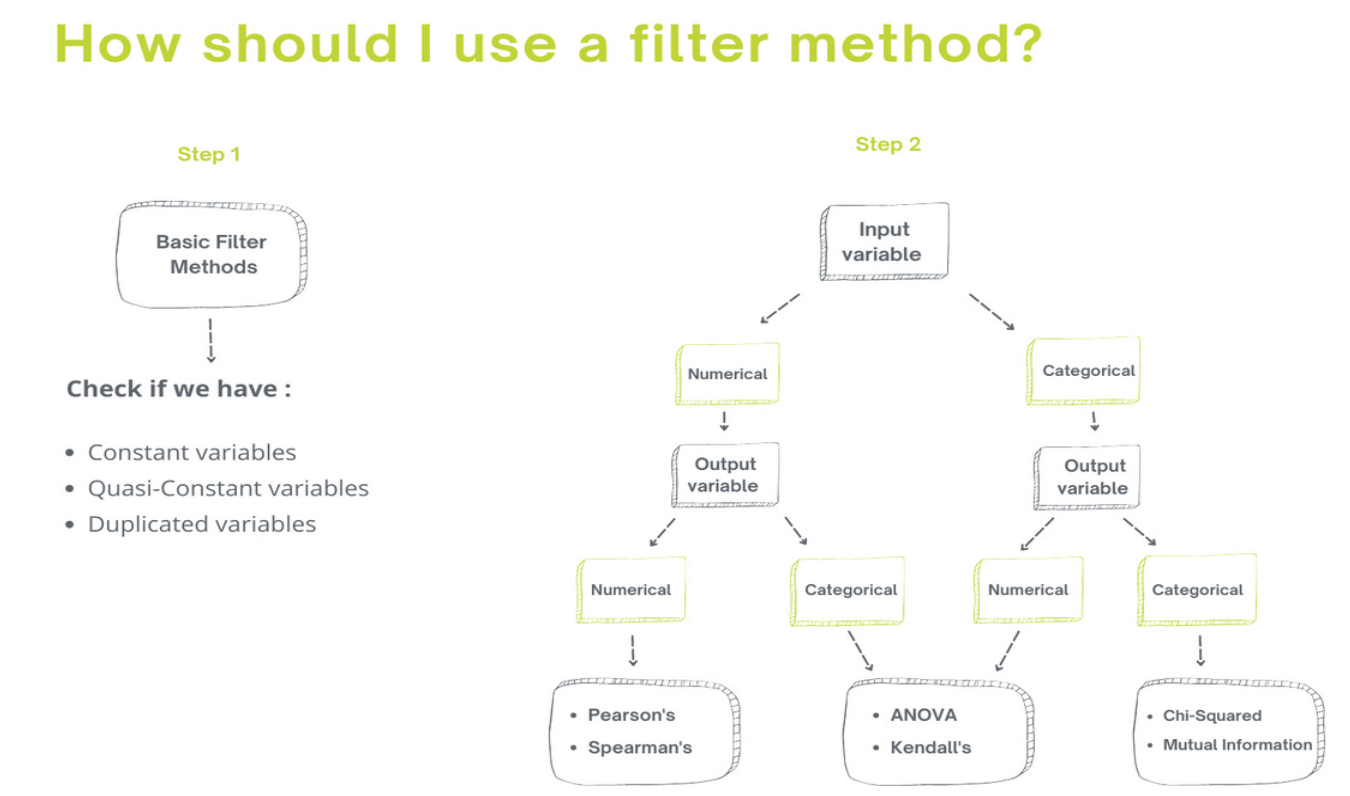 How should I use a filter method?
Step 1
Basic Filter
Methods
Check if we have :
• Constant variables
• Quasi-Constant variables
• Duplicated variables
Step 2
Input
variable
Numerical
Categorical
Output
variable
Output
variable
Numerical
Categorical
Numerical
Categorical
• Pearson's
• Spearman's
• ANOVA
• Kendall's
• Chi-Squared
• Mutual Information